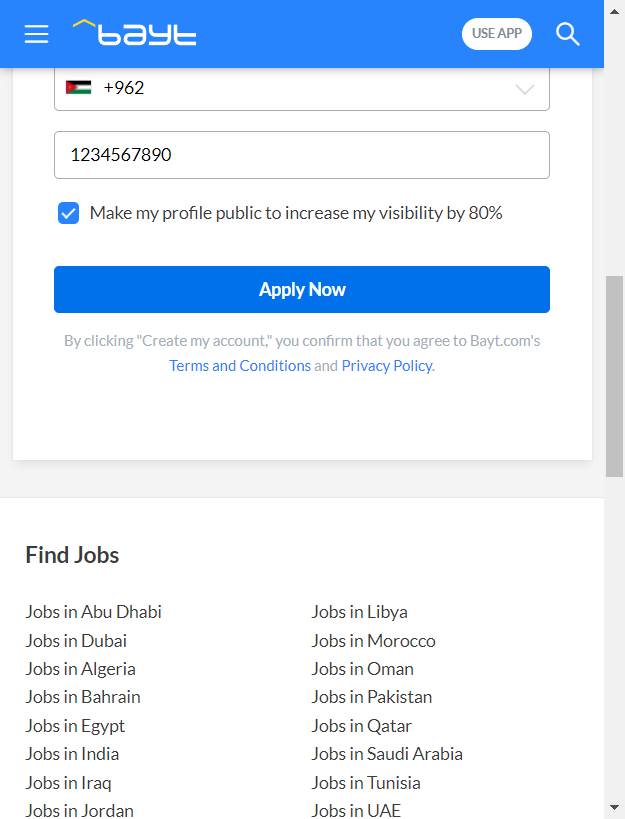 bayt
USE APP
+962
1234567890
Make my profile public to increase my visibility by 80%
Apply Now
By clicking "Create my account," you confirm that you agree to Bayt.com's
Terms and Conditions and Privacy Policy.
Find Jobs
Jobs in Abu Dhabi
Jobs in Dubai
Jobs in Algeria
Jobs in Bahrain
Jobs in Egypt
Jobs in India
Jobs in Iraq
Jobs in Jordan
Jobs in Libya
Jobs in Morocco
Jobs in Oman
Jobs in Pakistan
Jobs in Qatar
Jobs in Saudi Arabia
Jobs in Tunisia
Jobs in UAE